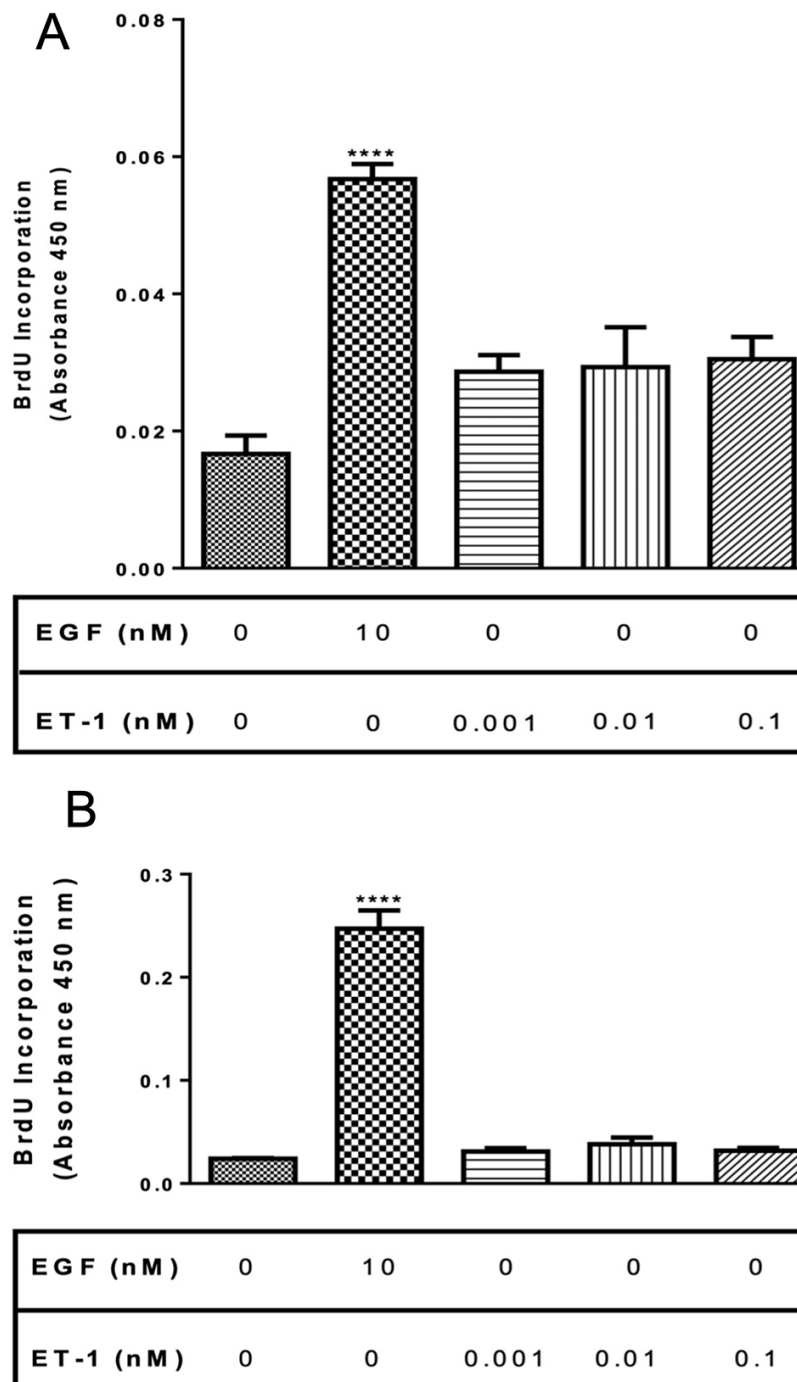 A
0.08
0.06
0.04
0.02
0.00
BrdU Incorporation
(Absorbance 450 nm)
****
EGF (nM) 0 10 0 0 0
ET-1 (nM) 0 0 0.001 0.01 0.1
B
0.3
0.2
0.1
0.0
BrdU Incorporation
(Absorbance 450 nm)
****
EGF (nM) 0 10 0 0 0
ET-1 (nM) 0 0 0.001 0.01 0.1